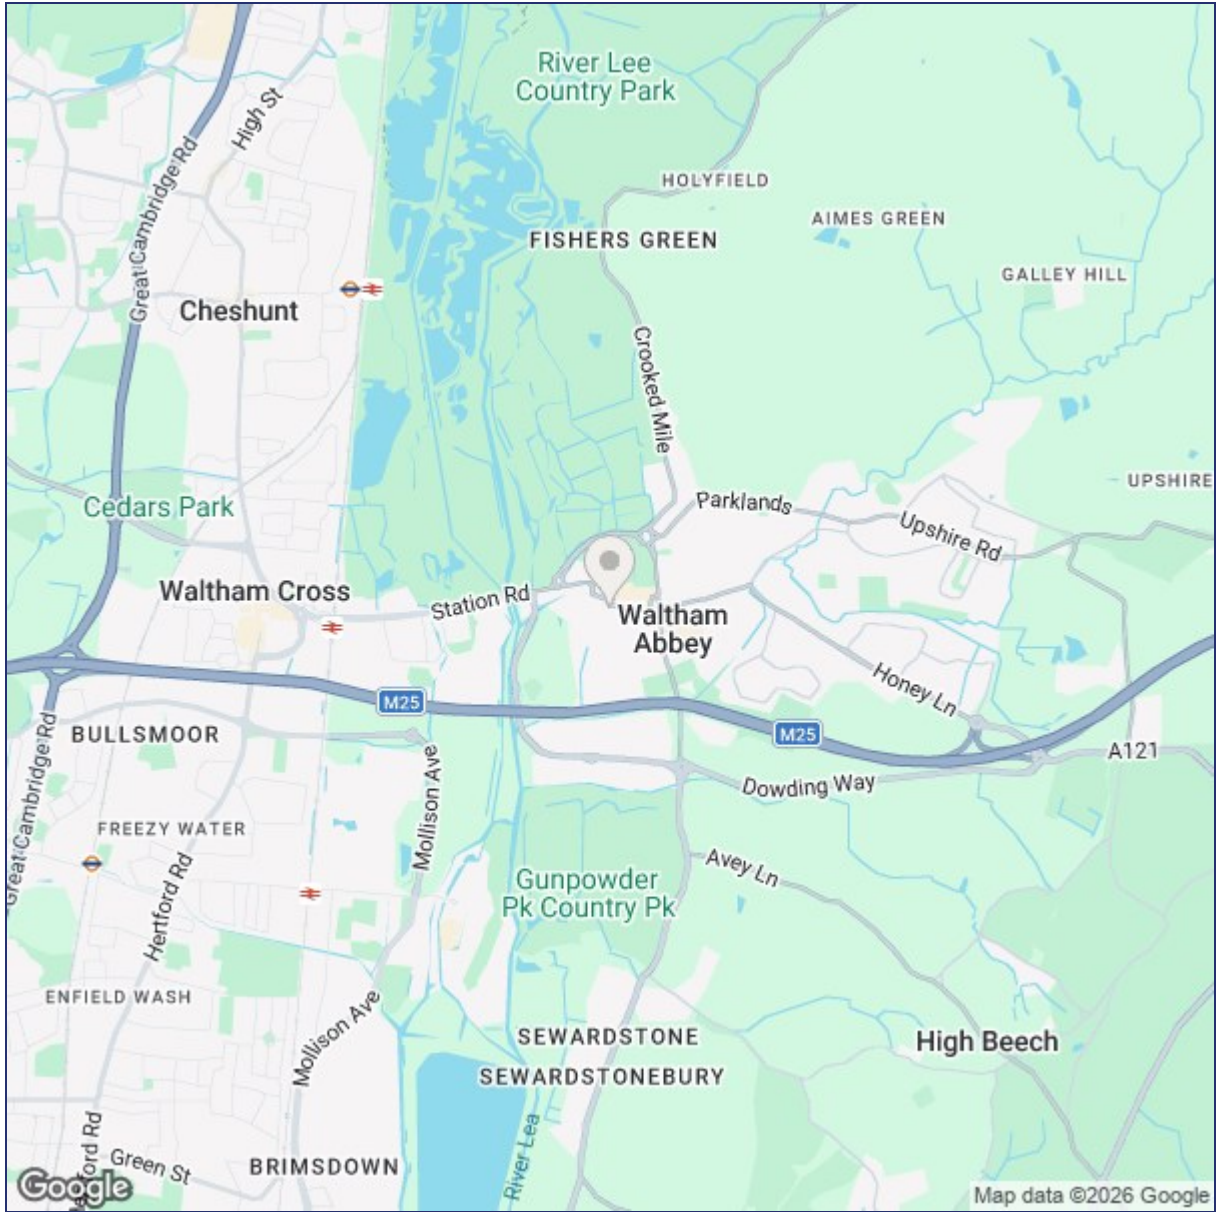 River Lee
Country Park
High St
Great Cambridge Rd
HOLYFIELD
AIMES GREEN
FISHERS GREEN
GALLEY HILL
Cheshunt
Crooked Mile
Cedars Park
Parklands
UPSHIRE
Upshire Rd
Waltham Cross
Station Rd
Waltham
Abbey
Honey Ln
M25
M25
BULLSMOOR
A121
Great Cambridge Rd
Mollison Ave
Dowding Way
FREEZY WATER
Avey Ln
Hertford Rd
Gunpowder
Pk Country Pk
ENFIELD WASH
Mollison Ave
SEWARDSTONE
High Beech
SEWARDSTONEBURY
Hertford Rd
Green St
BRIMSDOWN
River Lea
Google
Map data ©2026 Google